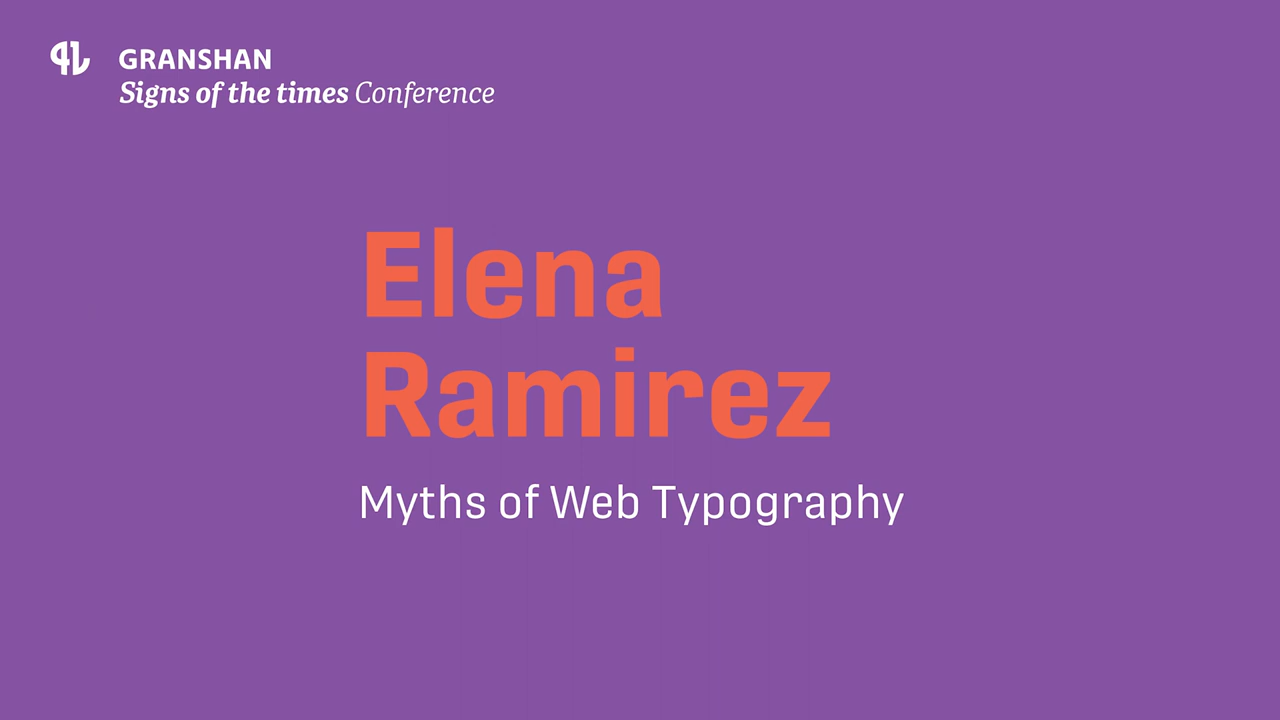 GRANSHAN
Signs of the times Conference
Elena
Ramirez
Myths of Web Typography